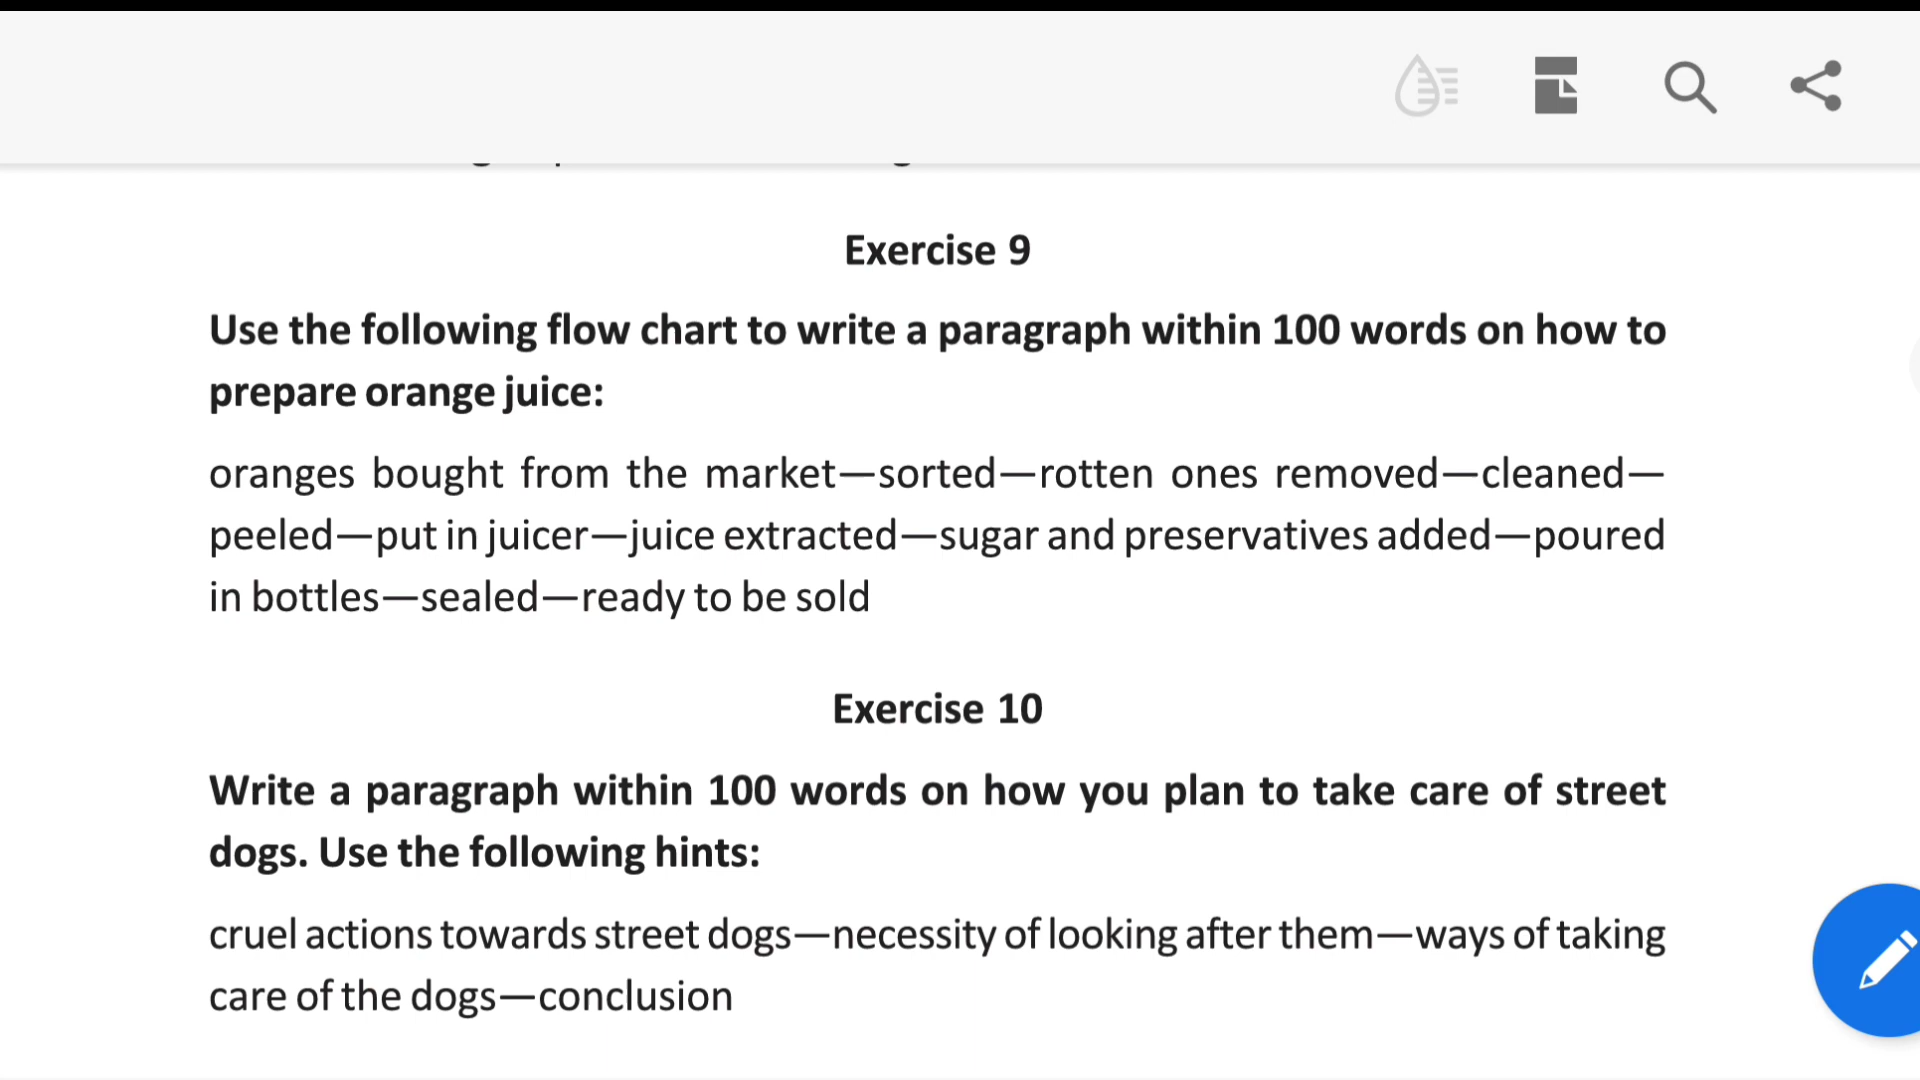 Exercise 9
Use the following flow chart to write a paragraph within 100 words on how to
prepare orange juice:
oranges bought from the market—sorted—rotten ones removed—cleaned—
peeled—put in juicer—juice extracted—sugar and preservatives added—poured
in bottles—sealed—ready to be sold
Exercise 10
Write a paragraph within 100 words on how you plan to take care of street
dogs. Use the following hints:
cruel actions towards street dogs—necessity of looking after them—ways of taking
care of the dogs—conclusion